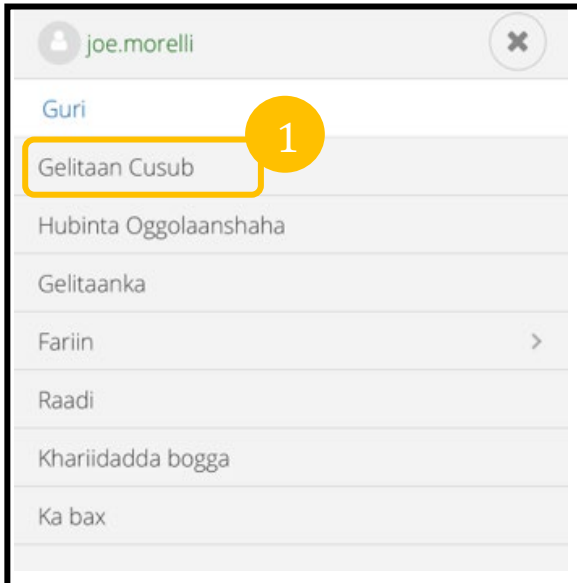 joe.morelli
Guri
1
Gelitaan Cusub
Hubinta Oggolaanshaha
Gelitaanka
Fariin
Raadi
Khariidadda bogga
Ka bax